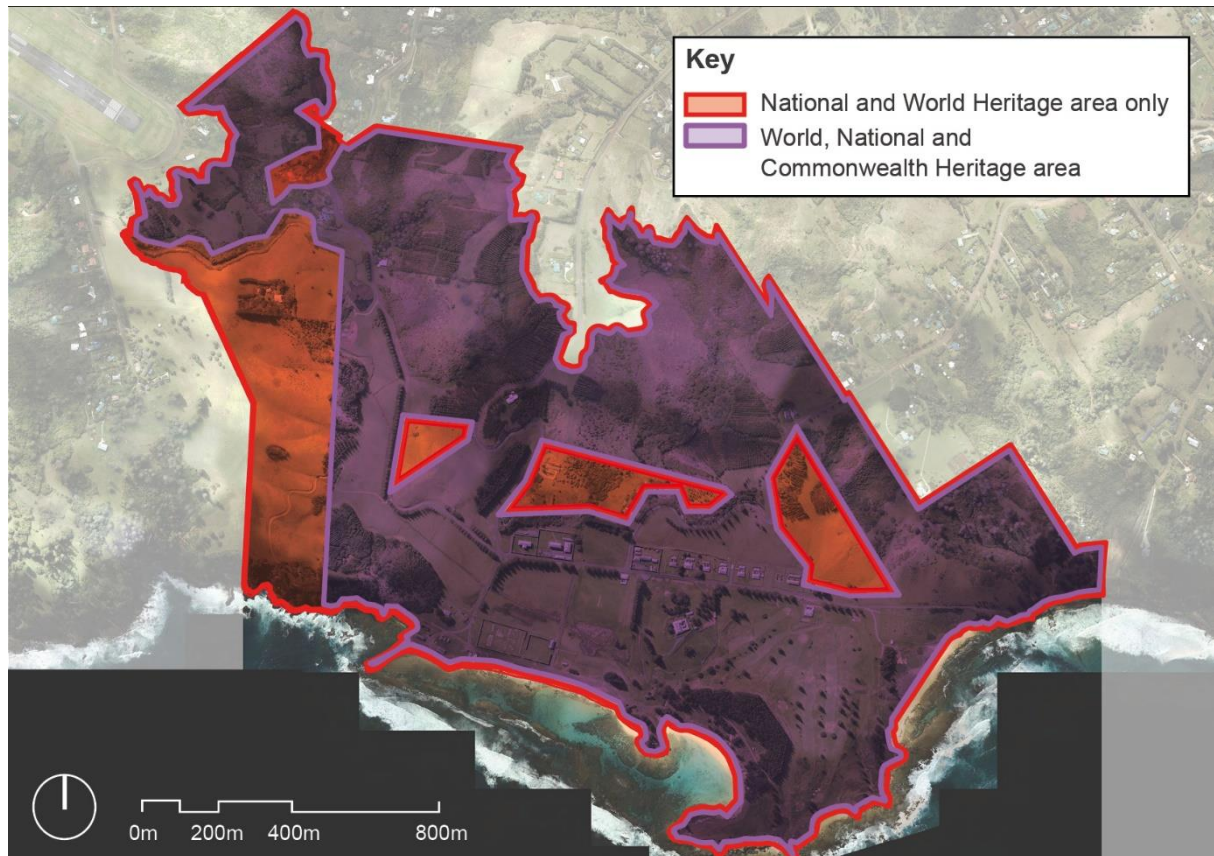 Key
National and World Heritage area only
World, National and
Commonwealth Heritage area
0m 200m 400m 800m